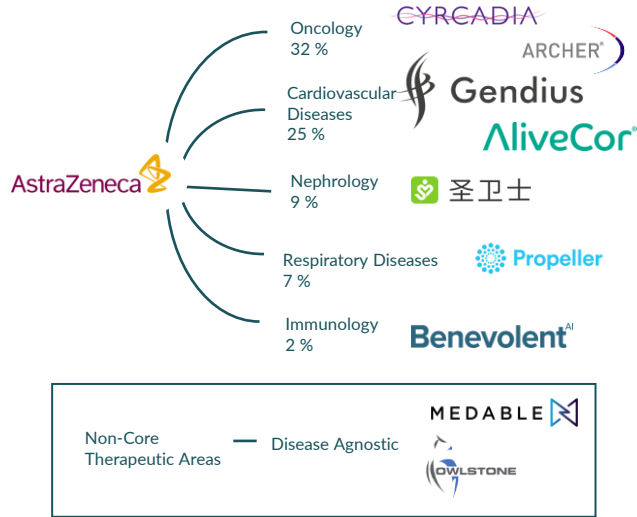 AstraZeneca
Oncology
32 %
CYRCADIA
ARCHER®
Cardiovascular
Diseases
25 %
Gendius
AliveCor®
Nephrology
9 %
圣卫士
Respiratory Diseases
7 %
Propeller
Immunology
2 %
Benevolent AI
Non-Core
Therapeutic Areas
Disease Agnostic
MEDABLE
OWLSTONE